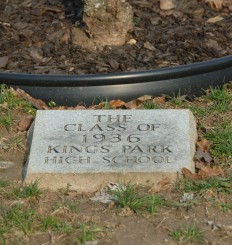 THE
CLASS OF
1936
KINGS PARK
HIGH SCHOOL